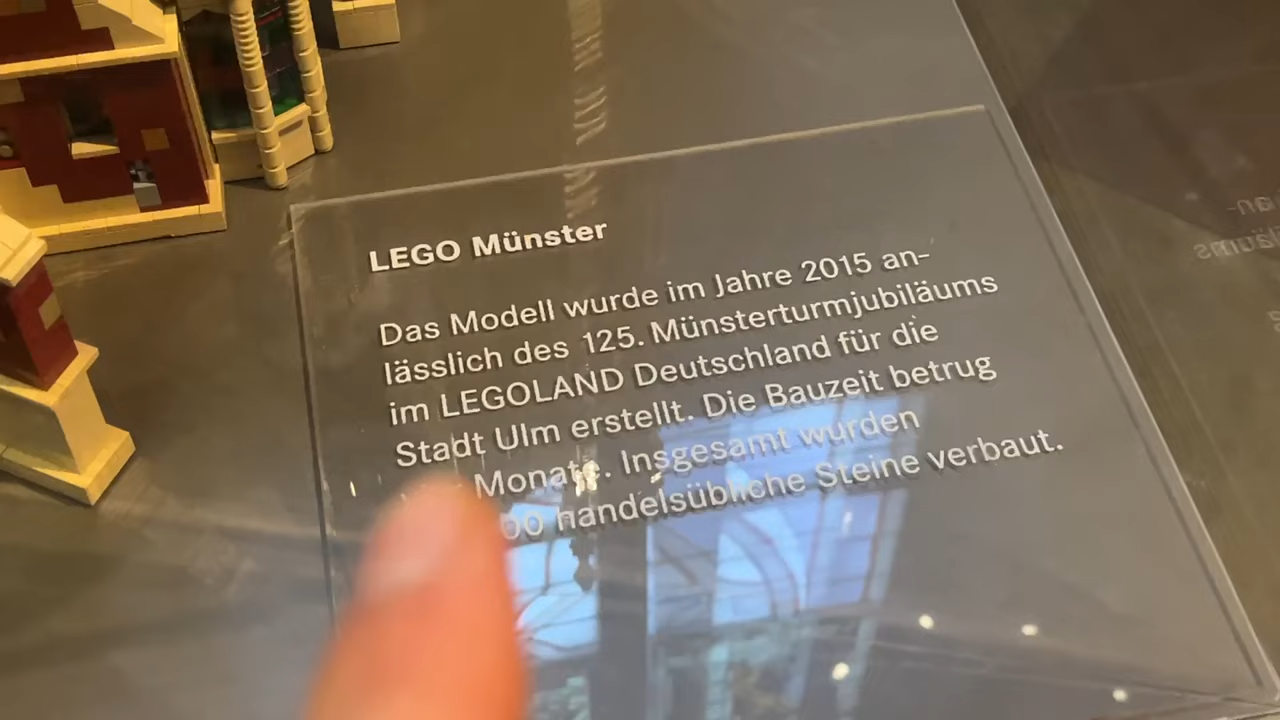 LEGO Münster
Das Modell wurde im Jahre 2015 an-
lässlich des 125. Münsterturmjubiläums
im LEGOLAND Deutschland für die
Stadt Ulm erstellt. Die Bauzeit betrug
Monate. Insgesamt wurden
handelsübliche Steine verbaut.